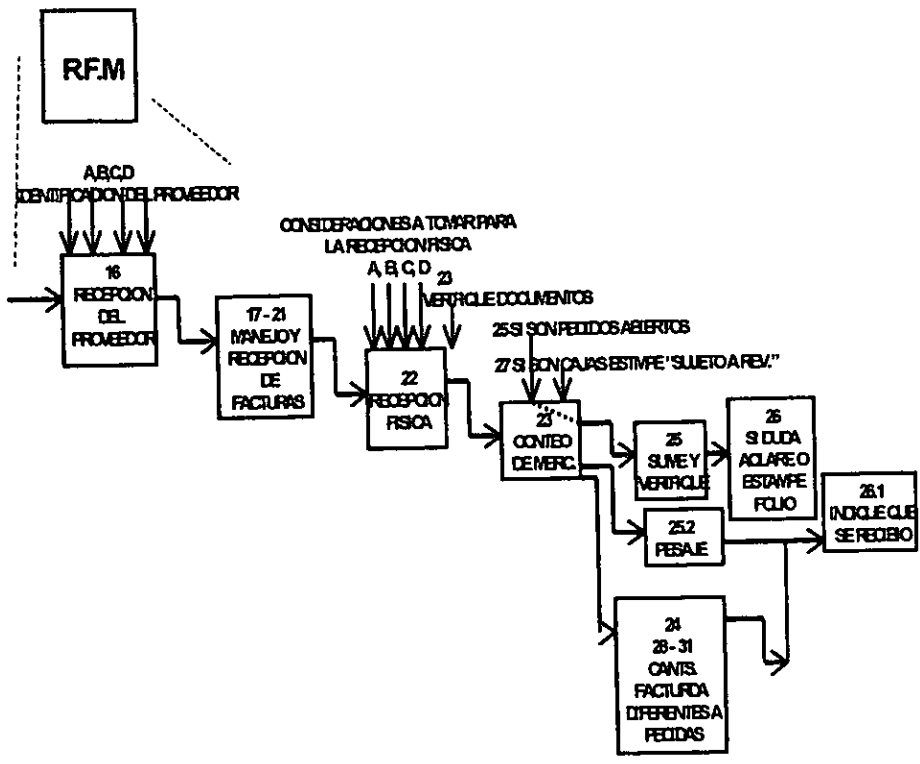 R.F.M
A,B,C,D
IDENTIFICACION DEL PROVEEDOR
16
RECEPCION
DEL
PROVEEDOR
17 - 21
MANEJO Y
RECEPCION
DE
FACTURAS
CONSIDERACIONES A TOMAR PARA
LA RECEPCION FISICA
A, B, C, D
23
VERIFIQUE DOCUMENTOS
22
RECEPCION
FISICA
25 SI SON PEDIDOS ABIERTOS
27 SI SON CAJAS ESTMPE, "SUJETO A REV."
23
CONTEO
DE MERC.
25
SUME Y
VERIFIQUE
26
SI DUDA
ACLARE O
ESTAMPE
FOLIO
25.2
PESAJE
26.1
INDIQUE QUE
SE RECIBIO
24
28 - 31
CANTS.
FACTURDA
DIFERENTES A
PEDIDAS